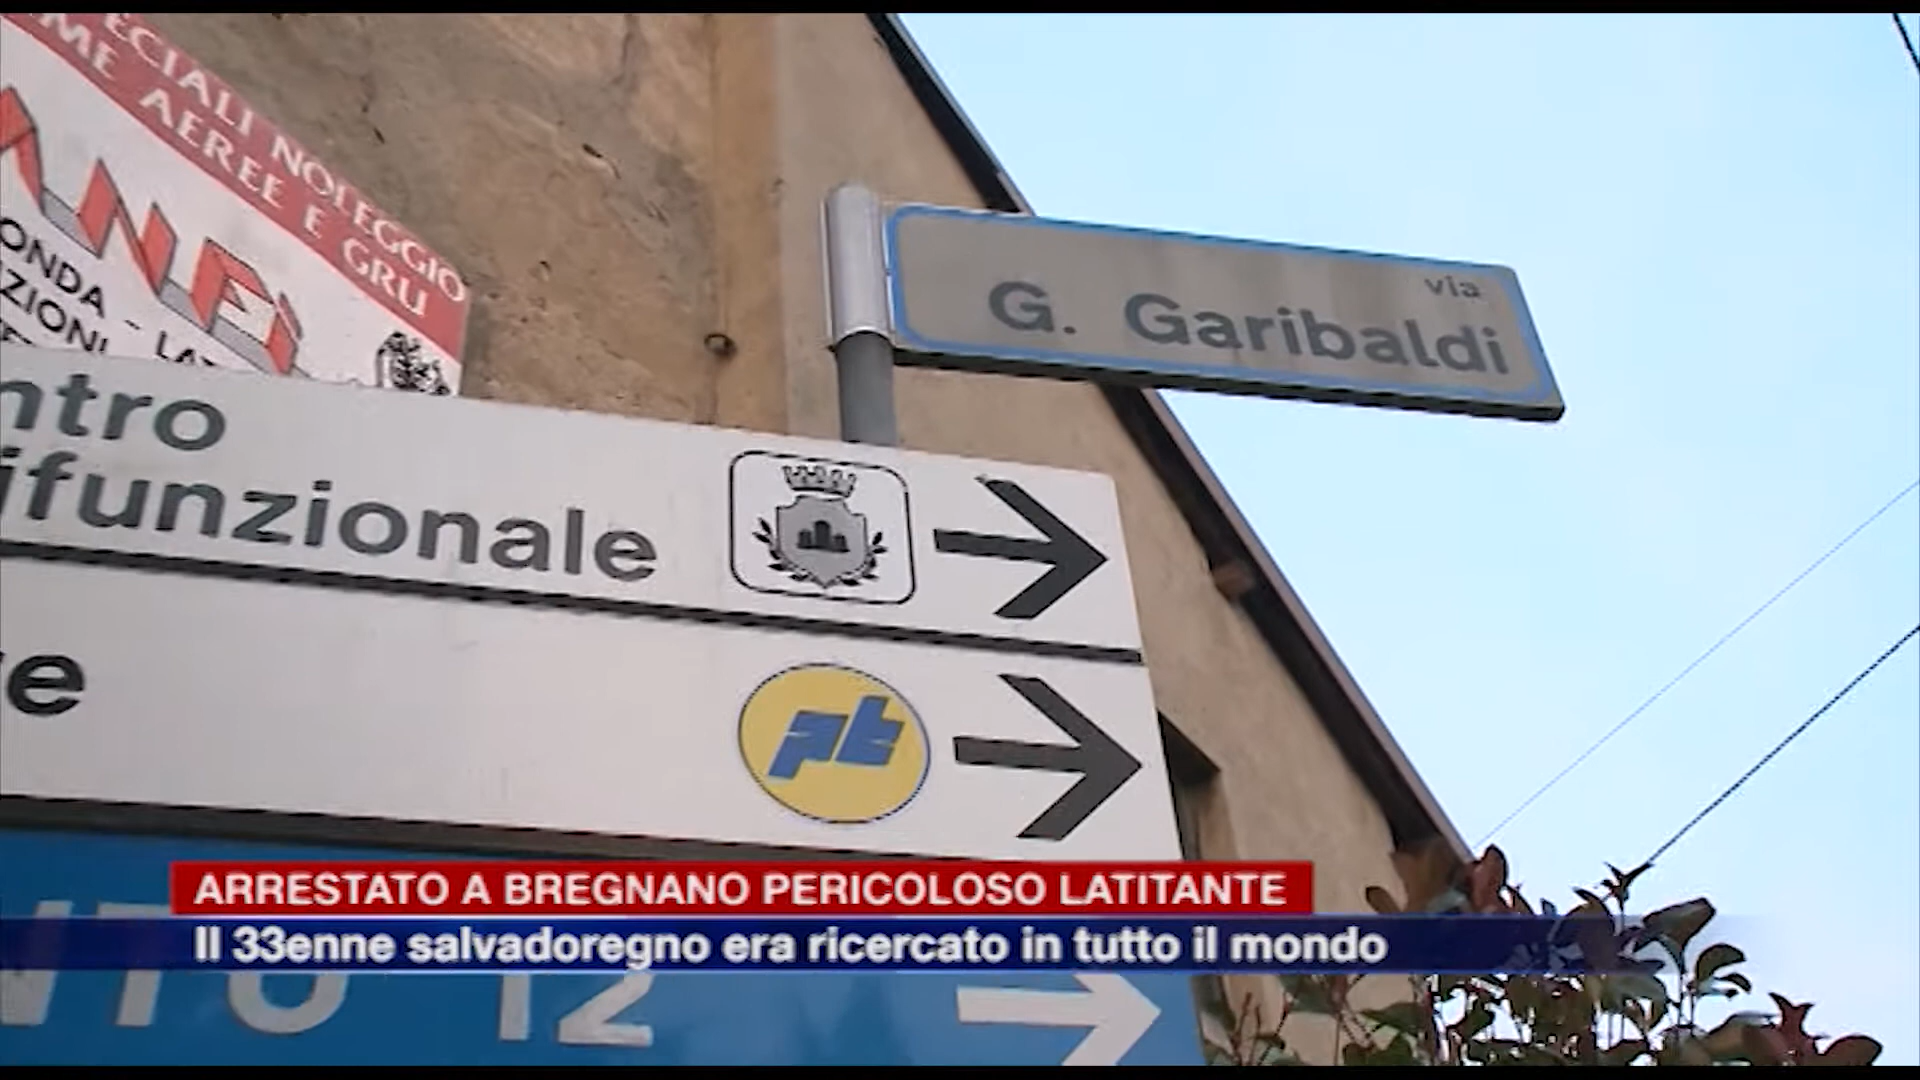 ECIALI NOLEGGIO
AEREE E GRU
ONDA - LAT
ZIONI
via
G. Garibaldi
ntro
ifunzionale
e
pt
12
ARRESTATO A BREGNANO PERICOLOSO LATITANTE
Il 33enne salvadoregno era ricercato in tutto il mondo